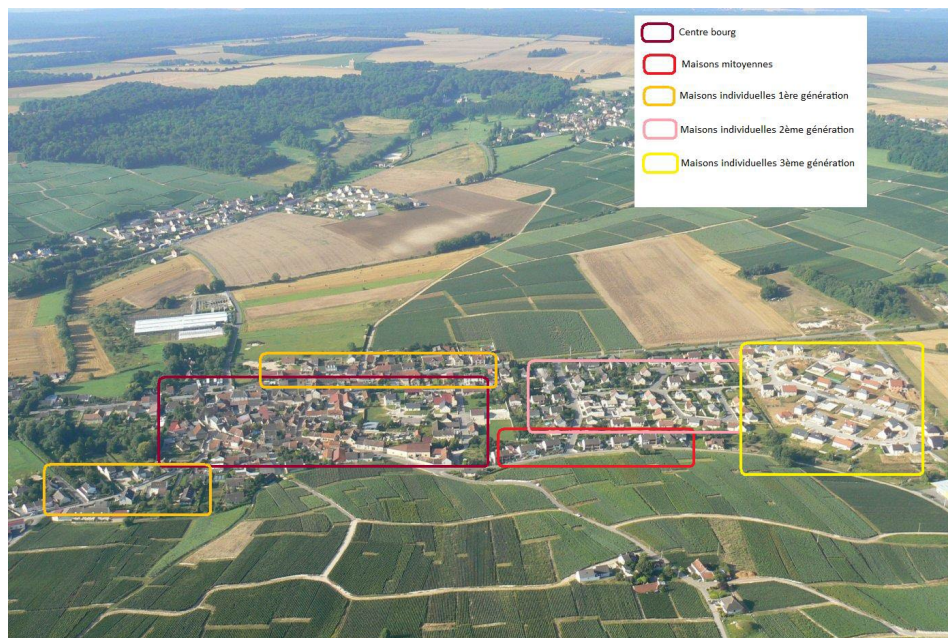 Centre bourg
Maisons mitoyennes
Maisons individuelles 1ère génération
Maisons individuelles 2ème génération
Maisons individuelles 3ème génération